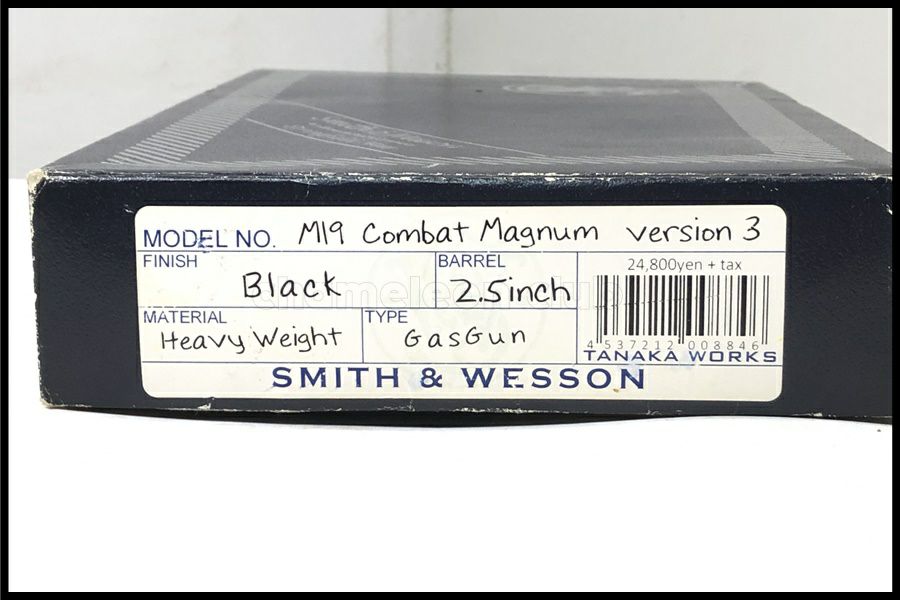 MODEL NO. M19 Combat Magnum version 3
FINISH
Black
BARREL
2.5inch
24,800yen + tax
MATERIAL
Heavy Weight
TYPE
GasGun
4 537212 008846
TANAKA WORKS
SMITH & WESSON